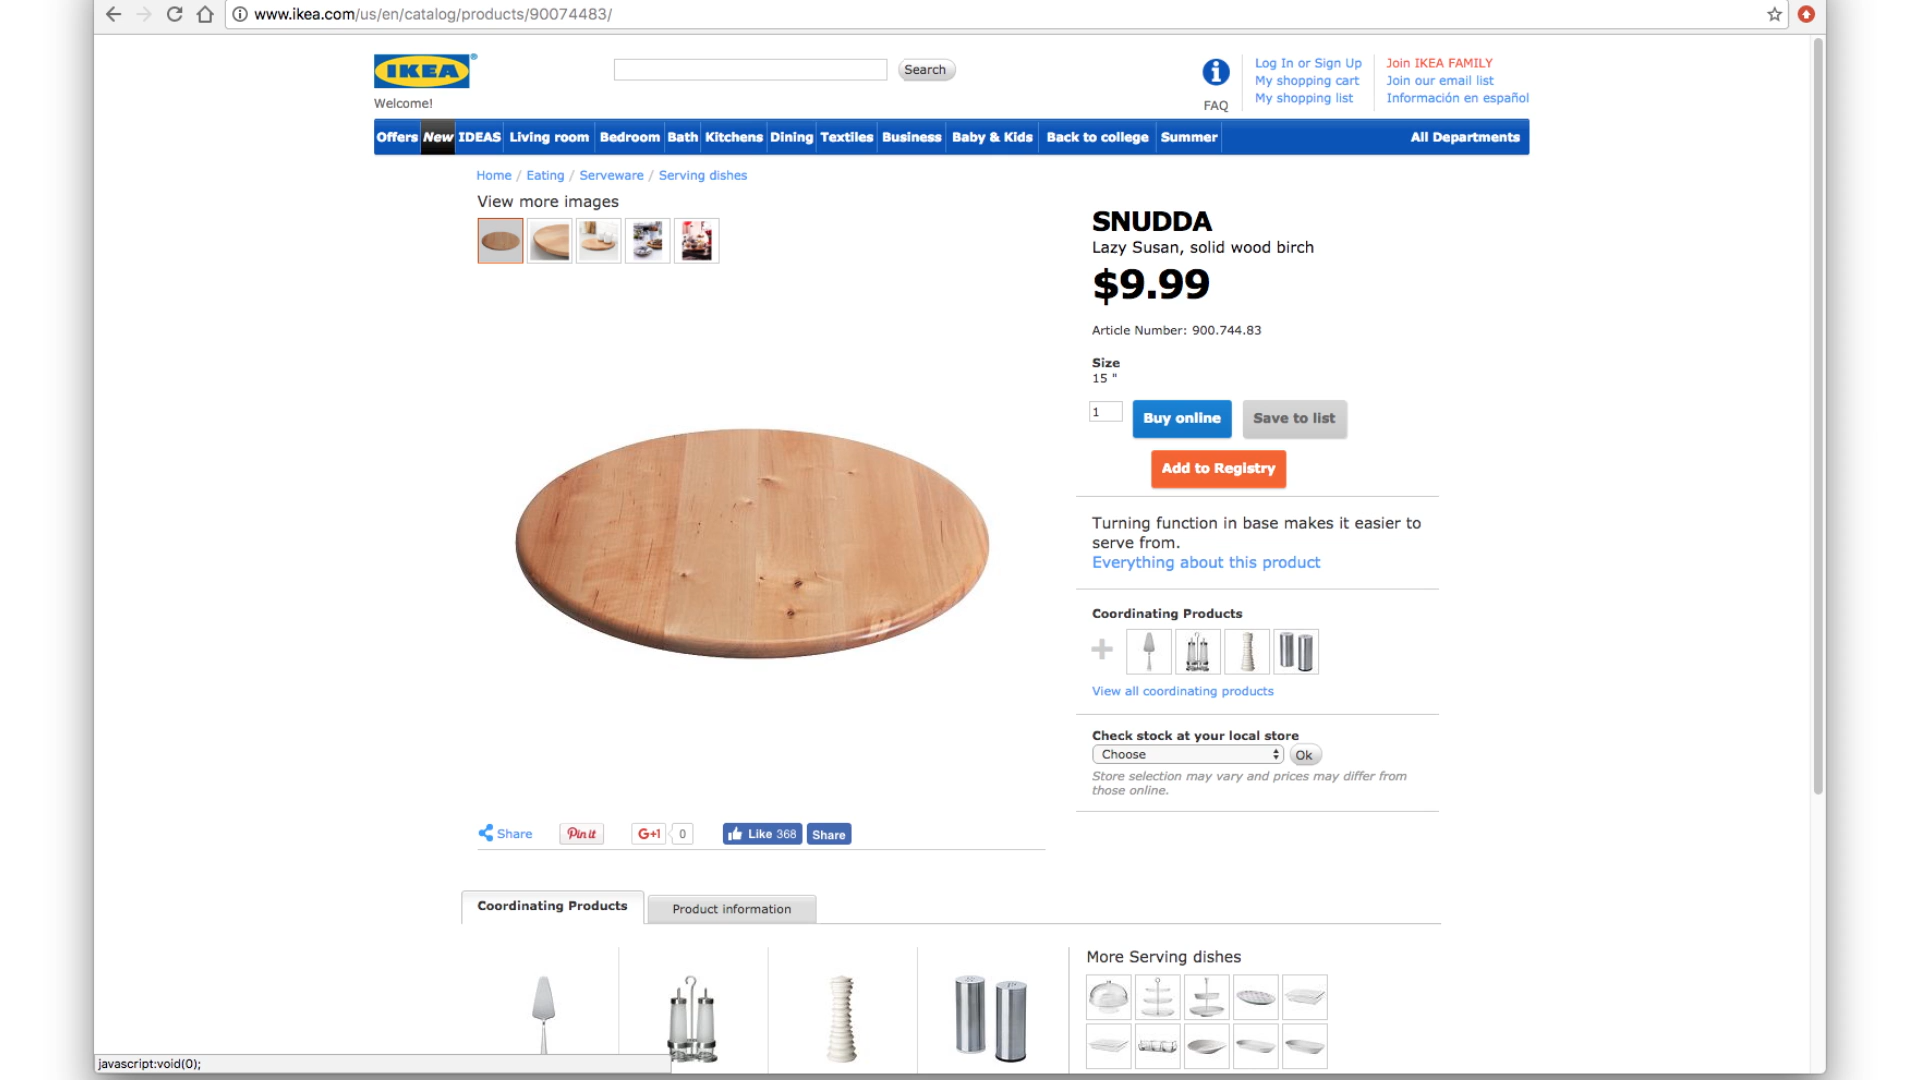 www.ikea.com/us/en/catalog/products/90074483/
IKEA
Welcome!
Search
FAQ
Log In or Sign Up
My shopping cart
My shopping list
Join IKEA FAMILY
Join our email list
Información en español
Offers New IDEAS Living room Bedroom Bath Kitchens Dining Textiles Business Baby & Kids Back to college Summer All Departments
Home / Eating / Serveware / Serving dishes
View more images
SNUDDA
Lazy Susan, solid wood birch
$9.99
Article Number: 900.744.83
Size
15 "
1 Buy online Save to list
Add to Registry
Turning function in base makes it easier to
serve from.
Everything about this product
Coordinating Products
View all coordinating products
Check stock at your local store
Choose Ok
Store selection may vary and prices may differ from
those online.
Share Pin it G+1 0 Like 368 Share
Coordinating Products Product information
More Serving dishes
javascript:void(0);